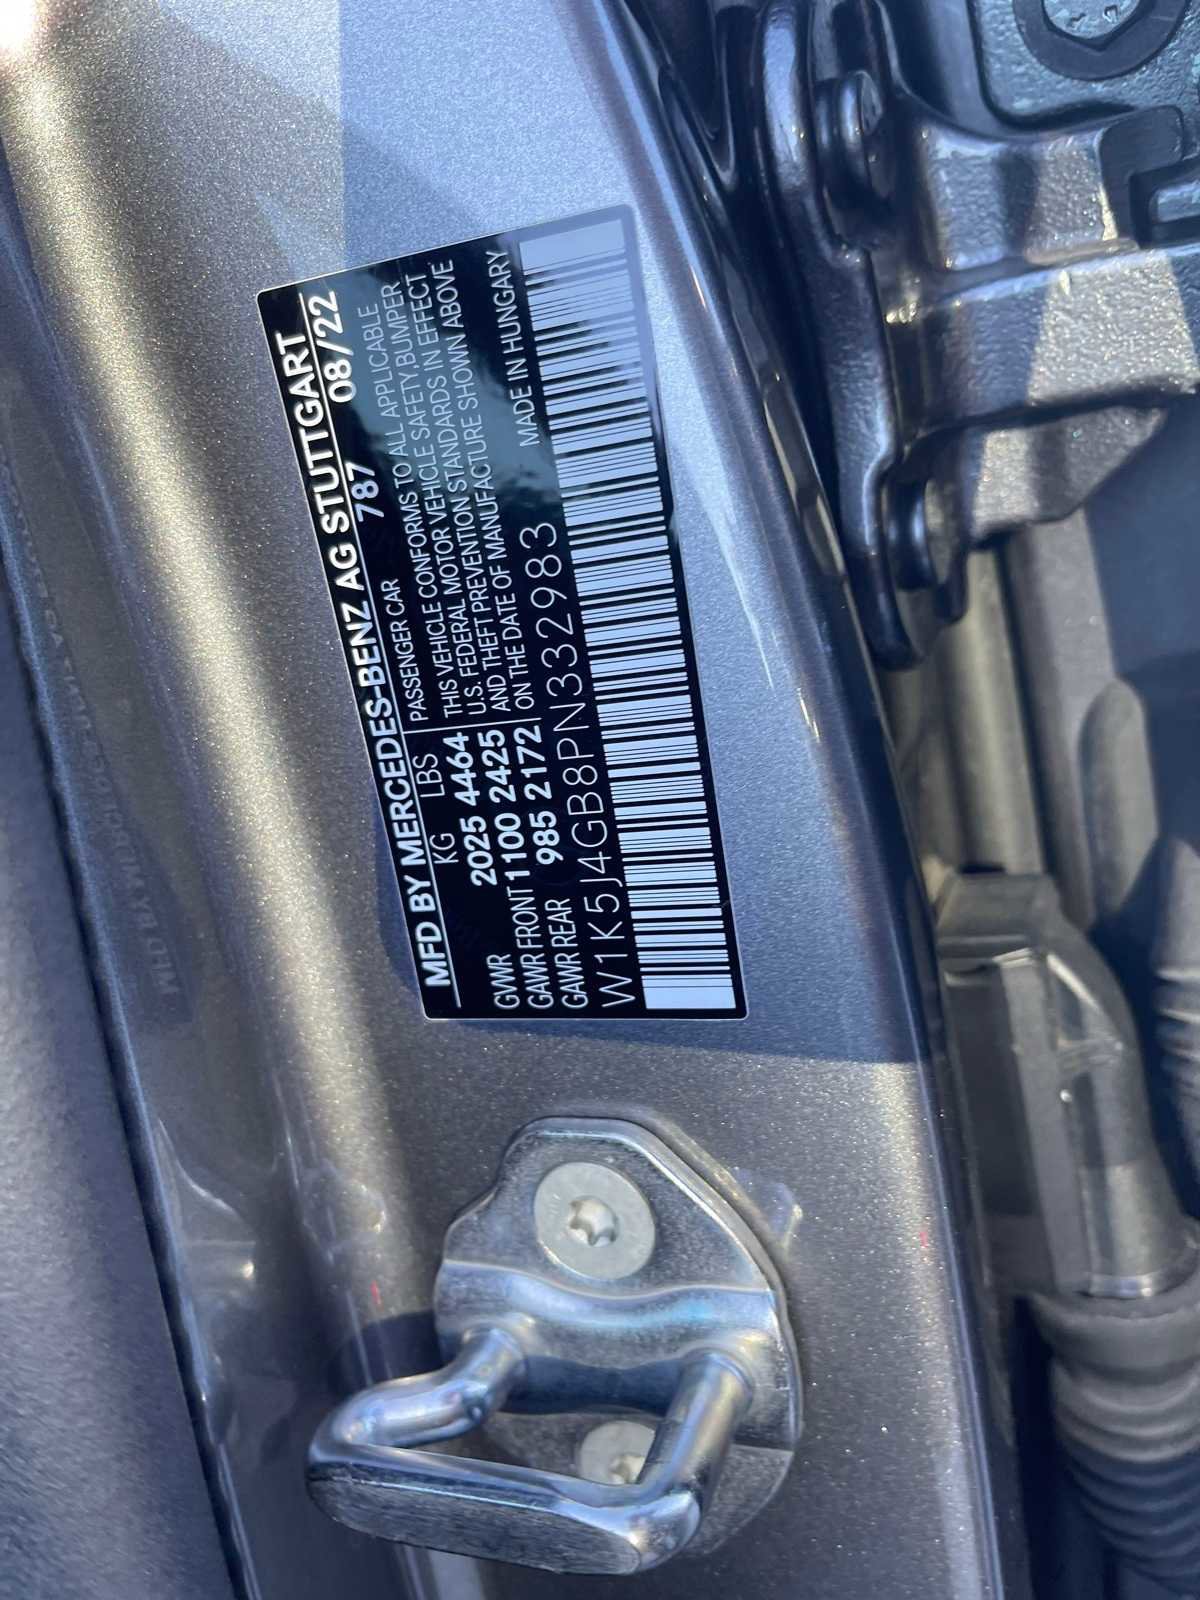 MFD BY MERCEDES-BENZ AG STUTTGART
KG LBS PASSENGER CAR 787 08/22
GWWR 2025 4464
GAWR FRONT 1100 2425
GAWR REAR 985 2172
THIS VEHICLE CONFORMS TO ALL APPLICABLE
U.S. FEDERAL MOTOR VEHICLE SAFETY,BUMPER
AND THEFT PREVENTION STANDARDS IN EFFECT
ON THE DATE OF MANUFACTURE SHOWN ABOVE
MADE IN HUNGARY
W1K5J4GB8PN332983